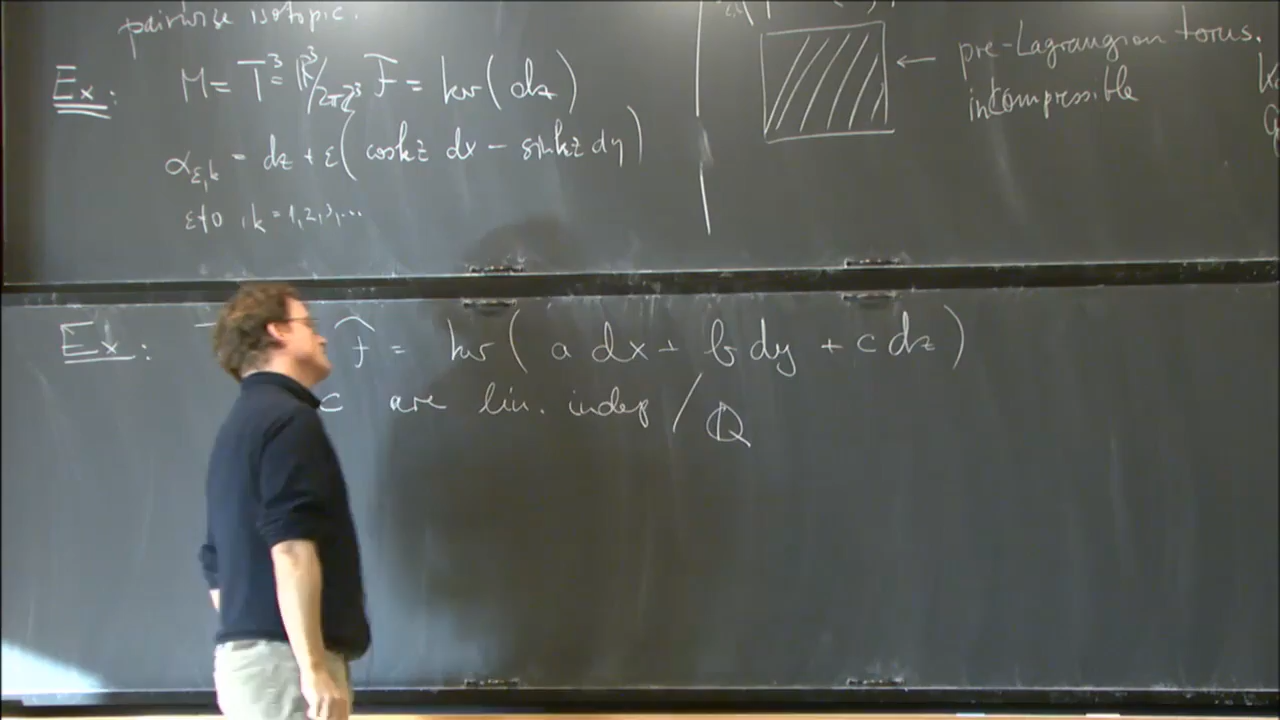 pairwise isotopic.
Ex: M = T³ = ℝ³/2πℤ³ F = ker(dz)
α_{ε,k} = dz + ε(cos kz dx − sin kz dy)
ε≠0, k = 1,2,3,...
← pre-Lagrangian torus.
incompressible
Ex: F̂ = ker(a dx + b dy + c dz)
c are lin. indep / ℚ